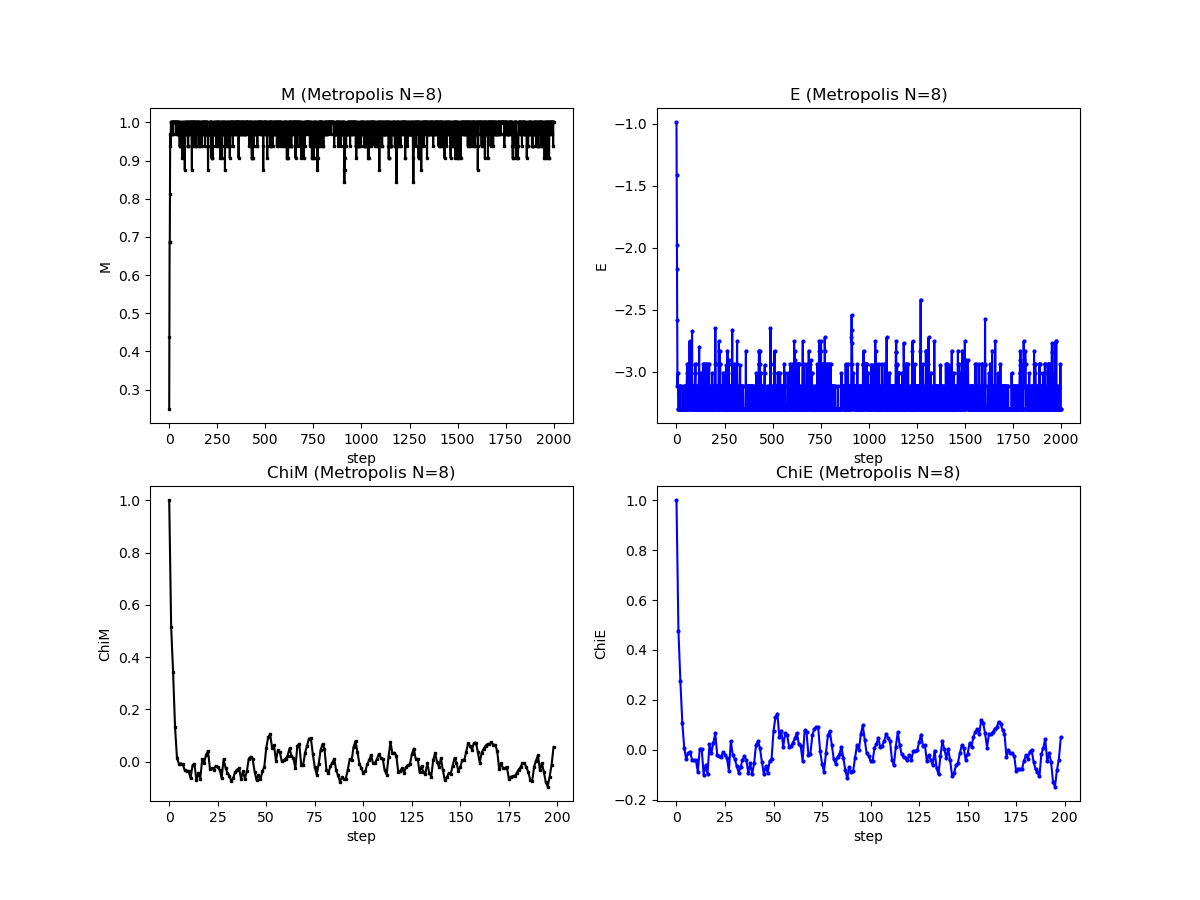 M (Metropolis N=8)
1.0
0.9
0.8
0.7
0.6
0.5
0.4
0.3
M
0 250 500 750 1000 1250 1500 1750 2000
step
E (Metropolis N=8)
−1.0
−1.5
−2.0
−2.5
−3.0
E
0 250 500 750 1000 1250 1500 1750 2000
step
ChiM (Metropolis N=8)
1.0
0.8
0.6
0.4
0.2
0.0
ChiM
0 25 50 75 100 125 150 175 200
step
ChiE (Metropolis N=8)
1.0
0.8
0.6
0.4
0.2
0.0
−0.2
ChiE
0 25 50 75 100 125 150 175 200
step